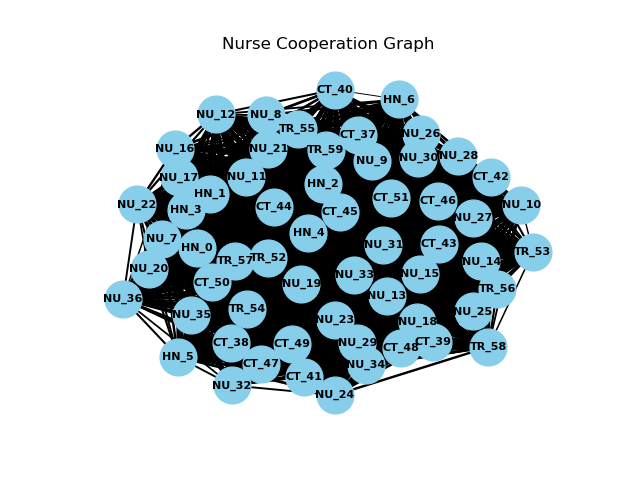 Nurse Cooperation Graph
CT_40
HN_6
NU_12
NU_8
TR_55
CT_37
NU_26
NU_16
NU_21
TR_59
NU_9
NU_30
NU_28
NU_17
NU_11
HN_2
CT_42
HN_1
CT_51
CT_46
NU_22
HN_3
CT_44
CT_45
NU_27
NU_10
NU_7
HN_0
HN_4
NU_31
CT_43
TR_53
NU_20
TR_57
TR_52
NU_14
CT_50
NU_19
NU_33
NU_15
TR_56
NU_36
NU_13
NU_35
TR_54
NU_23
NU_18
NU_25
HN_5
CT_38
CT_49
NU_29
CT_48
CT_39
TR_58
CT_47
NU_34
NU_32
CT_41
NU_24